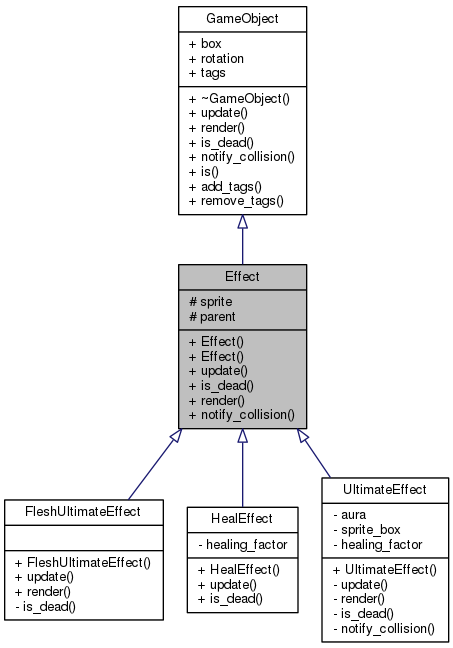 GameObject
+ box
+ rotation
+ tags
+ ~GameObject()
+ update()
+ render()
+ is_dead()
+ notify_collision()
+ is()
+ add_tags()
+ remove_tags()
Effect
# sprite
# parent
+ Effect()
+ Effect()
+ update()
+ is_dead()
+ render()
+ notify_collision()
FleshUltimateEffect
+ FleshUltimateEffect()
+ update()
+ render()
- is_dead()
HealEffect
- healing_factor
+ HealEffect()
+ update()
+ is_dead()
UltimateEffect
- aura
- sprite_box
- healing_factor
+ UltimateEffect()
- update()
- render()
- is_dead()
- notify_collision()